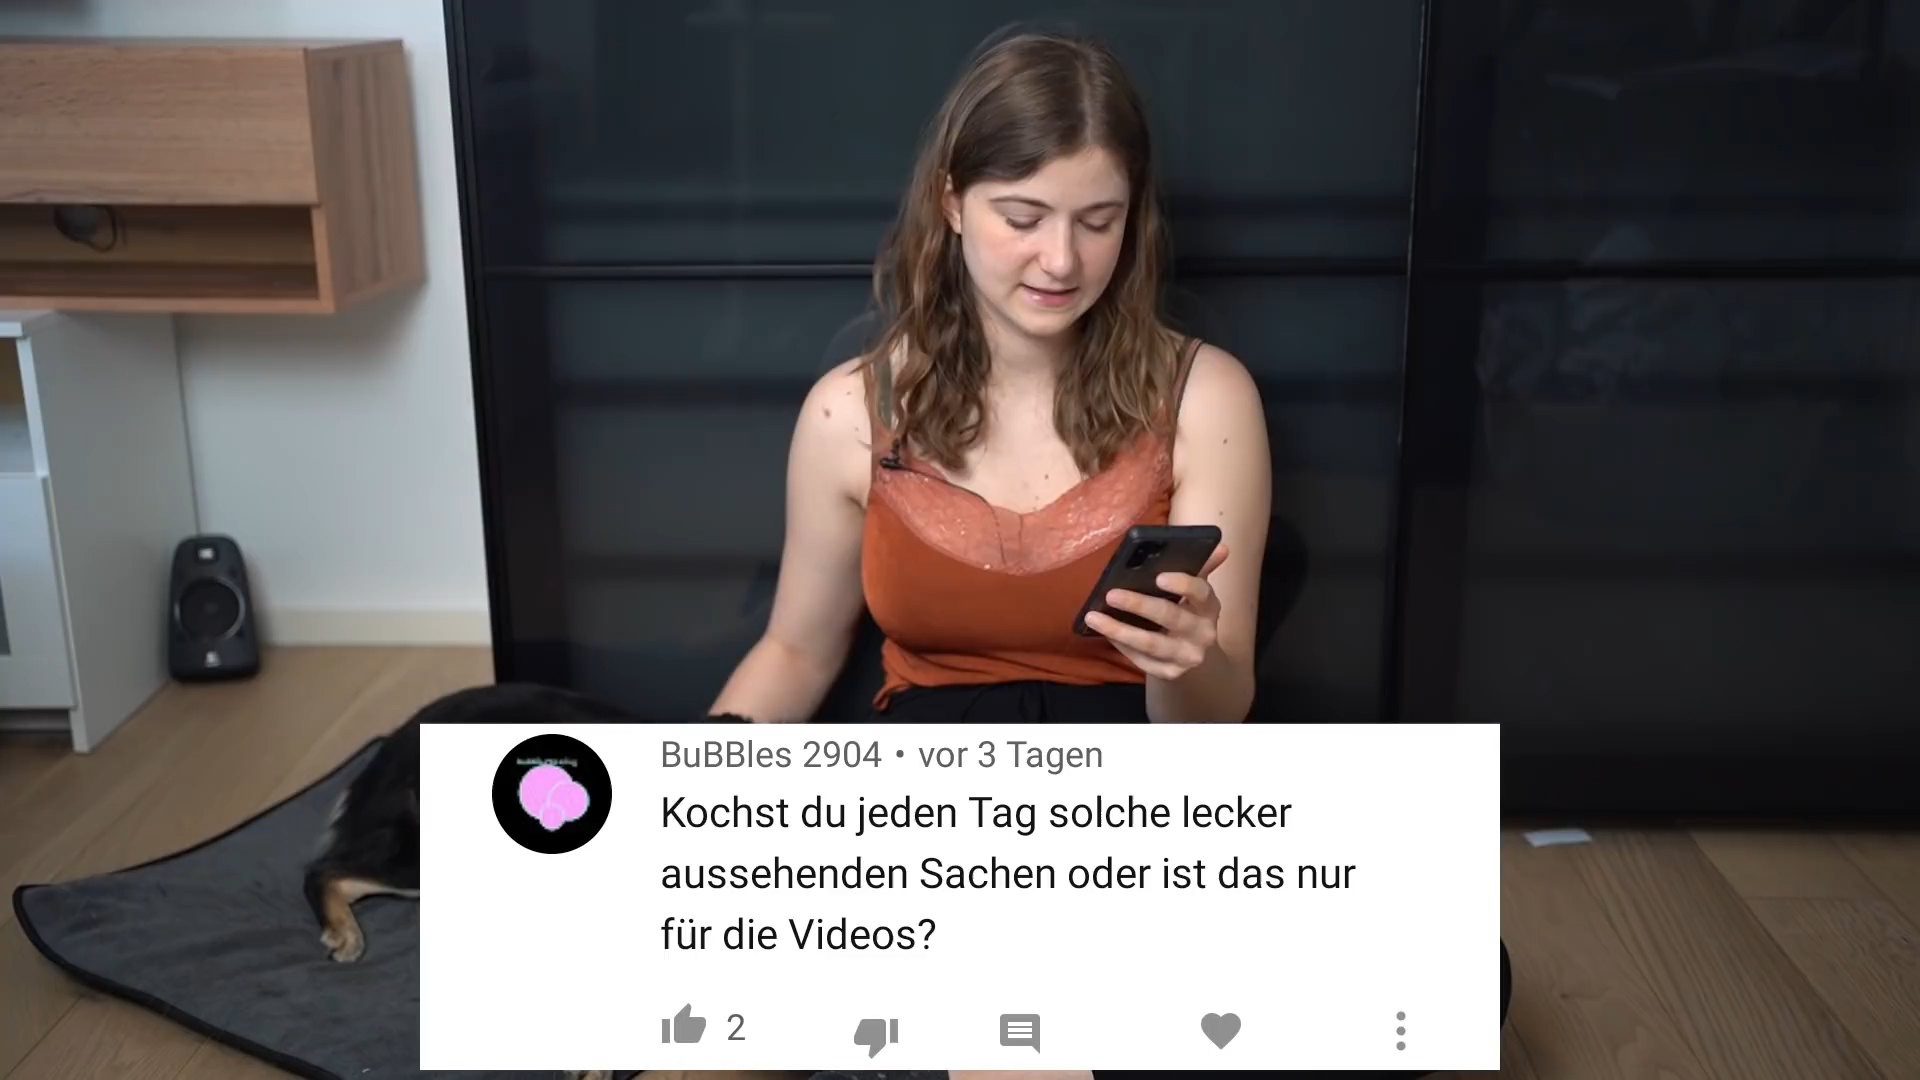 BuBBles 2904 • vor 3 Tagen
Kochst du jeden Tag solche lecker
aussehenden Sachen oder ist das nur
für die Videos?
2